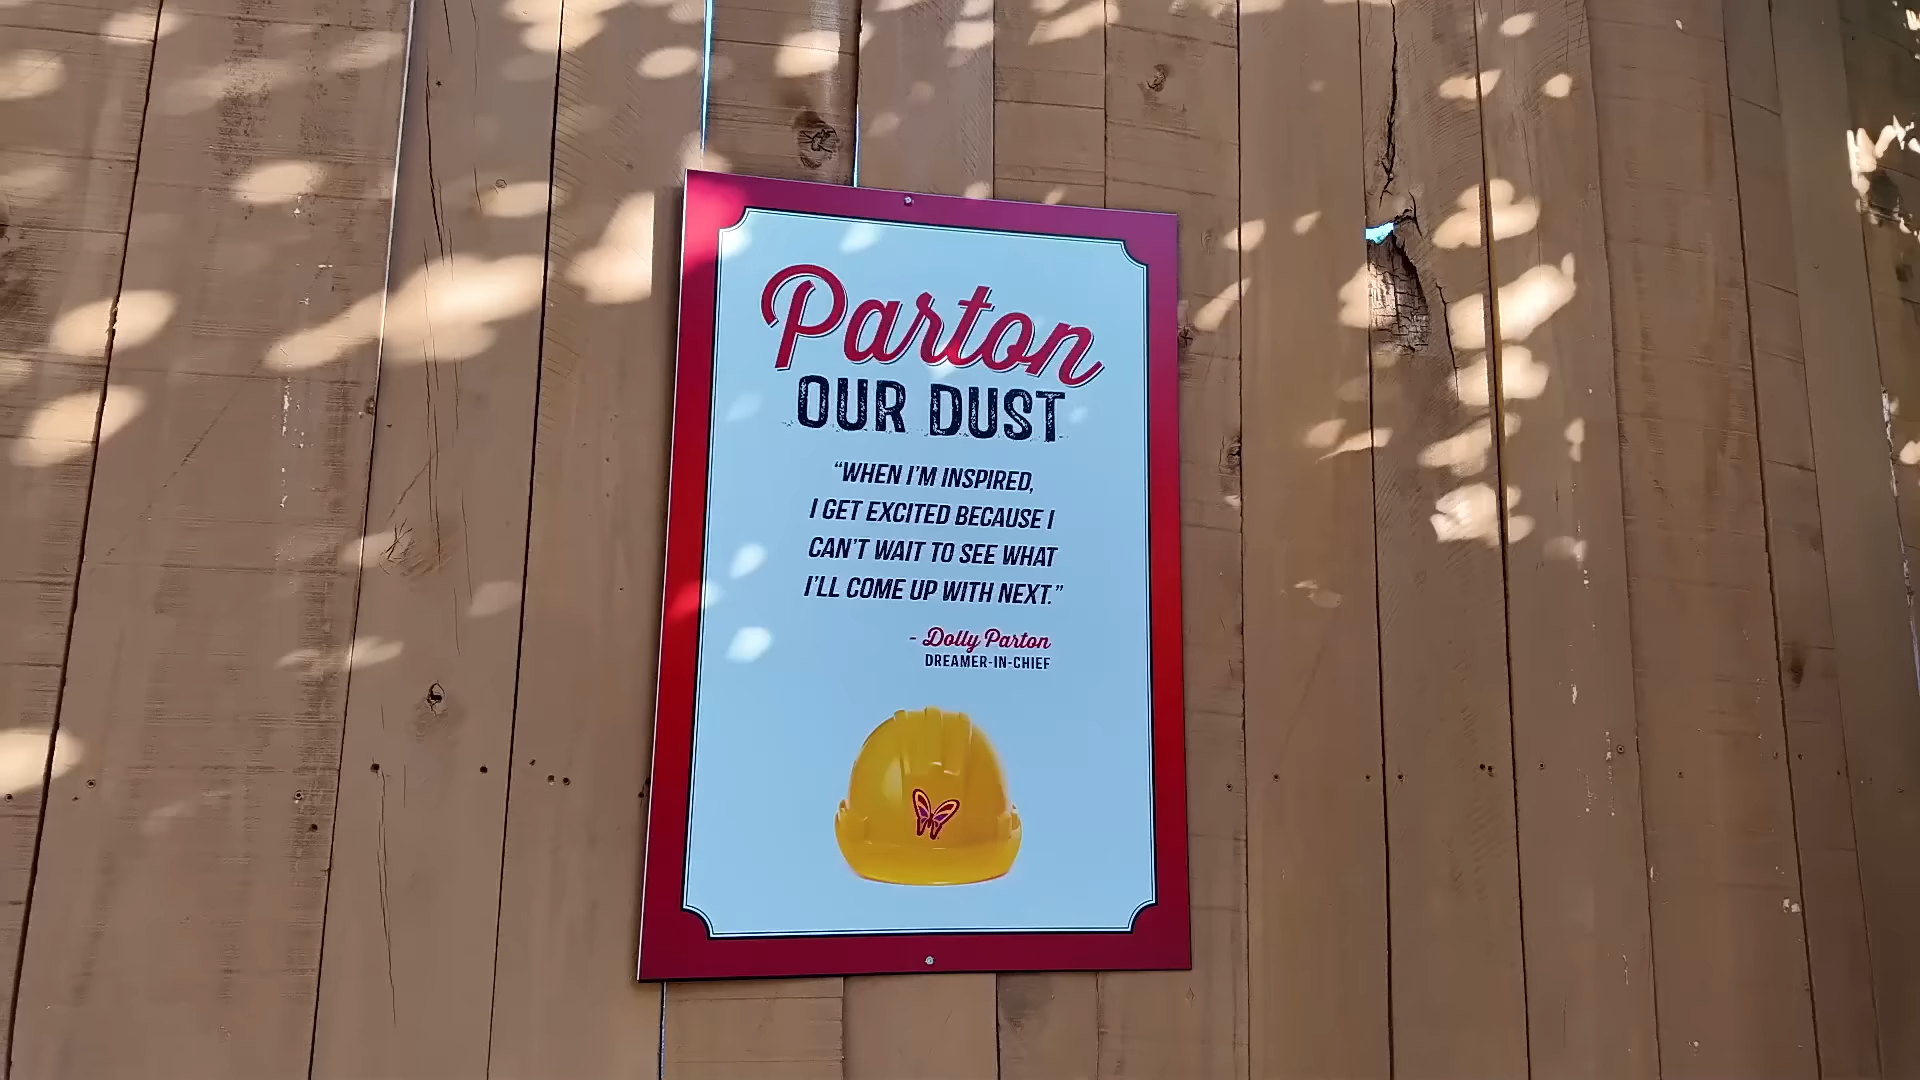 Parton
OUR DUST
“WHEN I'M INSPIRED,
I GET EXCITED BECAUSE I
CAN'T WAIT TO SEE WHAT
I'LL COME UP WITH NEXT.”
- Dolly Parton
DREAMER-IN-CHIEF